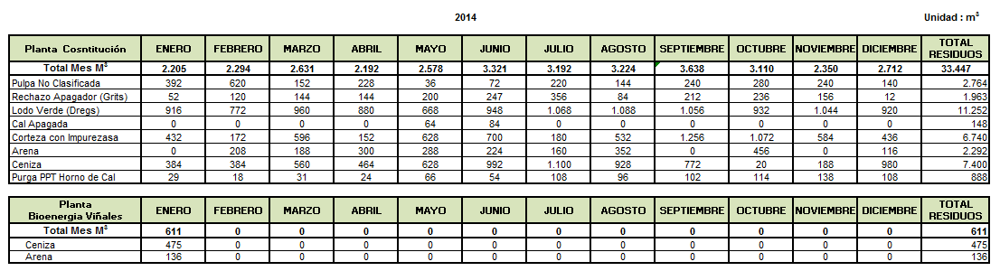 2014 Unidad : m³
Planta Cosntitución ENERO FEBRERO MARZO ABRIL MAYO JUNIO JULIO AGOSTO SEPTIEMBRE OCTUBRE NOVIEMBRE DICIEMBRE TOTAL RESIDUOS
Total Mes M³ 2.205 2.294 2.631 2.192 2.578 3.321 3.192 3.224 3.638 3.110 2.350 2.712 33.447
Pulpa No Clasificada 392 620 152 228 36 72 220 144 240 280 240 140 2.764
Rechazo Apagador (Grits) 52 120 144 144 200 247 356 84 212 236 156 12 1.963
Lodo Verde (Dregs) 916 772 960 880 668 948 1.068 1.088 1.056 932 1.044 920 11.252
Cal Apagada 0 0 0 0 64 84 0 0 0 0 0 0 148
Corteza con Impurezasa 432 172 596 152 628 700 180 532 1.256 1.072 584 436 6.740
Arena 0 208 188 300 288 224 160 352 0 456 0 116 2.292
Ceniza 384 384 560 464 628 992 1.100 928 772 20 188 980 7.400
Purga PPT Horno de Cal 29 18 31 24 66 54 108 96 102 114 138 108 888
Planta Bioenergia Viñales ENERO FEBRERO MARZO ABRIL MAYO JUNIO JULIO AGOSTO SEPTIEMBRE OCTUBRE NOVIEMBRE DICIEMBRE TOTAL RESIDUOS
Total Mes M³ 611 0 0 0 0 0 0 0 0 0 0 0 611
Ceniza 475 0 0 0 0 0 0 0 0 0 0 0 475
Arena 136 0 0 0 0 0 0 0 0 0 0 0 136